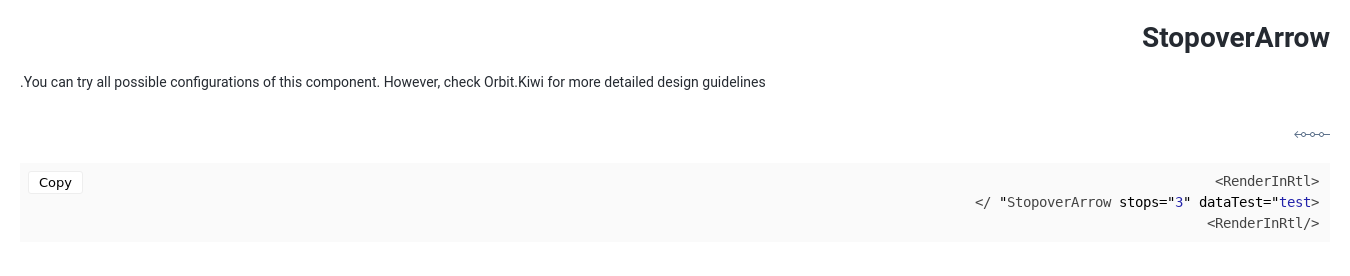 StopoverArrow
.You can try all possible configurations of this component. However, check Orbit.Kiwi for more detailed design guidelines
Copy
<RenderInRtl>
</ "StopoverArrow stops="3" dataTest="test>
<RenderInRtl/>